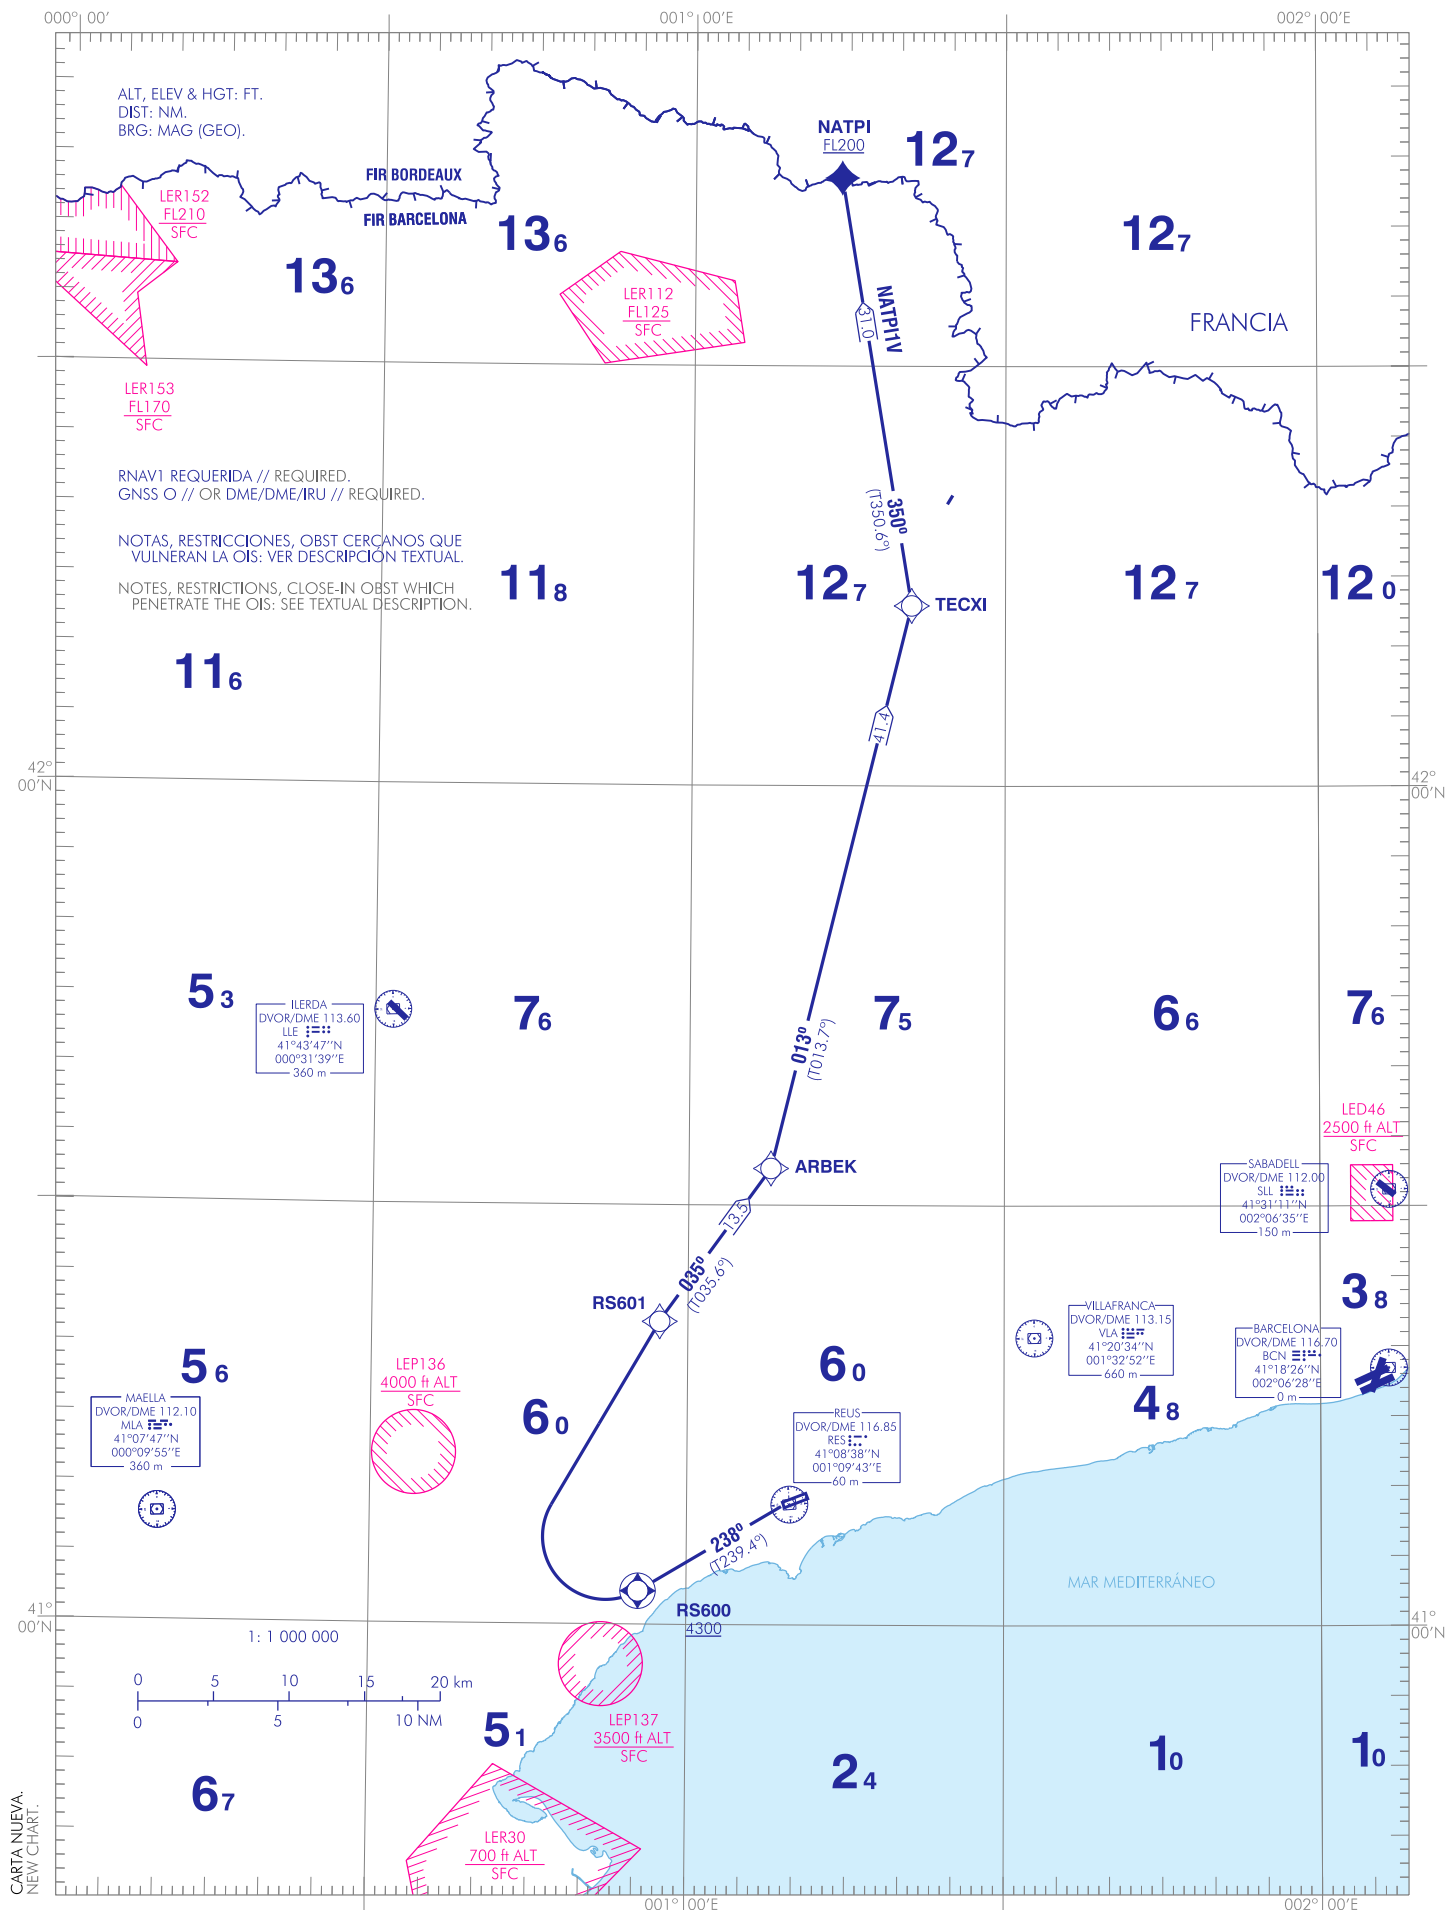 000° 00'
001° 00'E
002° 00'E
ALT, ELEV & HGT: FT.
DIST: NM.
BRG: MAG (GEO).
NATPI
FL200
12 7
FIR BORDEAUX
FIR BARCELONA
LER152
FL210
SFC
13 6
13 6
12 7
LER112
FL125
SFC
NATPI1V
31.0
FRANCIA
LER153
FL170
SFC
RNAV1 REQUERIDA // REQUIRED.
GNSS O // OR DME/DME/IRU // REQUIRED.
350º
(T350.6º)
NOTAS, RESTRICCIONES, OBST CERCANOS QUE
VULNERAN LA OIS: VER DESCRIPCIÓN TEXTUAL.
NOTES, RESTRICTIONS, CLOSE-IN OBST WHICH
PENETRATE THE OIS: SEE TEXTUAL DESCRIPTION.
11 8
12 7
12 7
12 0
TECXI
11 6
41.4
42°
00'N
42°
00'N
5 3
ILERDA
DVOR/DME 113.60
LLE
41°43'47''N
000°31'39''E
360 m
7 6
7 5
6 6
7 6
013º
(T013.7º)
LED46
2500 ft ALT
SFC
ARBEK
SABADELL
DVOR/DME 112.00
SLL
41°31'11''N
002°06'35''E
150 m
13.5
035º
(T035.6º)
RS601
3 8
VILLAFRANCA
DVOR/DME 113.15
VLA
41°20'34''N
001°32'52''E
660 m
BARCELONA
DVOR/DME 116.70
BCN
41°18'26''N
002°06'28''E
0 m
5 6
LEP136
4000 ft ALT
SFC
6 0
4 8
MAELLA
DVOR/DME 112.10
MLA
41°07'47''N
000°09'55''E
360 m
6 0
REUS
DVOR/DME 116.85
RES
41°08'38''N
001°09'43''E
60 m
238º
(T239.4º)
MAR MEDITERRÁNEO
RS600
4300
41°
00'N
41°
00'N
1: 1 000 000
0 5 10 15 20 km
0 5 10 NM
LEP137
3500 ft ALT
SFC
5 1
2 4
1 0
1 0
6 7
LER30
700 ft ALT
SFC
CARTA NUEVA.
NEW CHART.
001° 00'E
002° 00'E